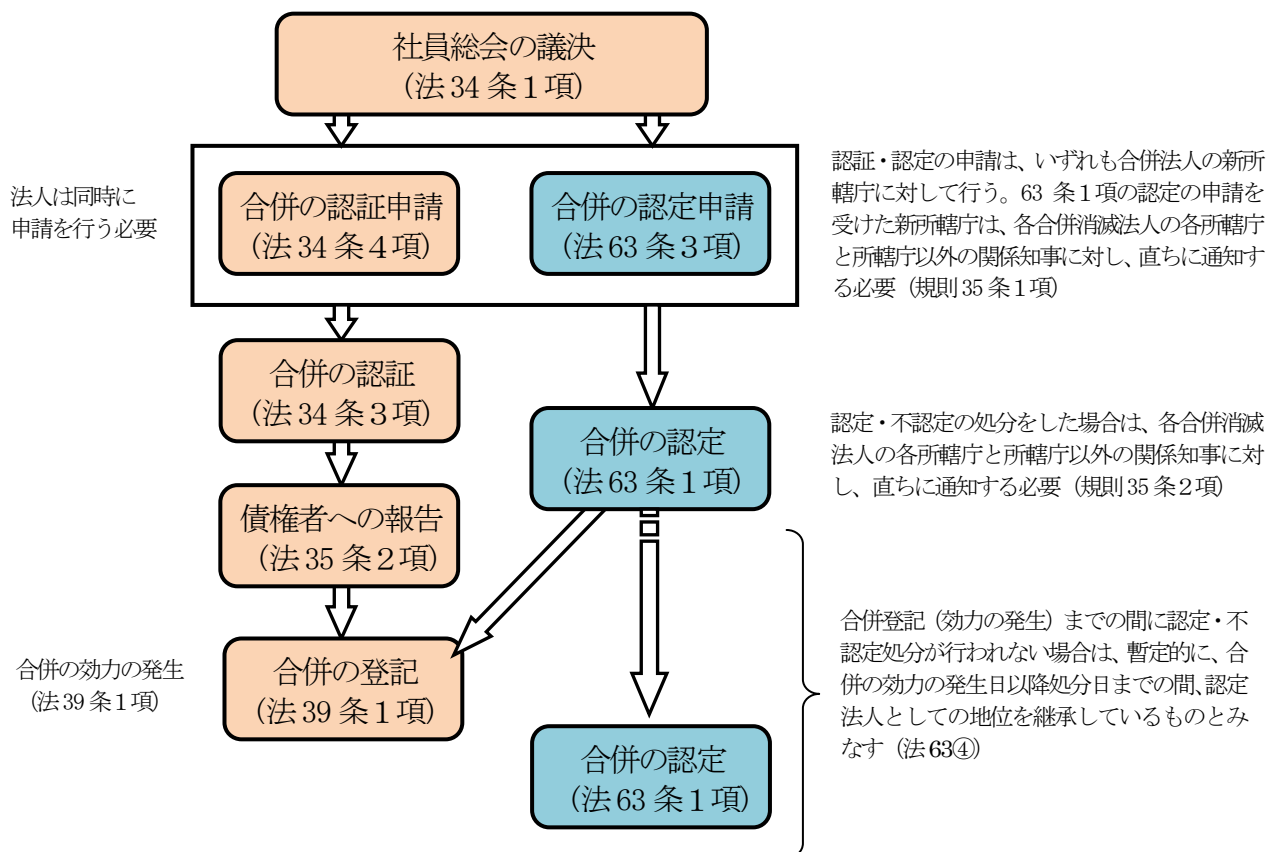 社員総会の議決
(法 34 条１項)
法人は同時に
申請を行う必要
合併の認証申請
(法 34 条４項)
合併の認定申請
(法 63 条３項)
認証・認定の申請は、いずれも合併法人の新所
轄庁に対して行う。63 条１項の認定の申請を
受けた新所轄庁は、各合併消滅法人の各所轄庁
と所轄庁以外の関係知事に対し、直ちに通知す
る必要（規則 35 条１項）
合併の認証
(法 34 条３項)
合併の認定
(法 63 条１項)
認定・不認定の処分をした場合は、各合併消滅
法人の各所轄庁と所轄庁以外の関係知事に対
し、直ちに通知する必要（規則 35 条２項）
債権者への報告
(法 35 条２項)
合併の効力の発生
(法 39 条１項)
合併の登記
(法 39 条１項)
合併登記（効力の発生）までの間に認定・不
認定処分が行われない場合は、暫定的に、合
併の効力の発生日以降処分日までの間、認定
法人としての地位を継承しているものとみ
なす（法 63④）
合併の認定
(法 63 条１項)